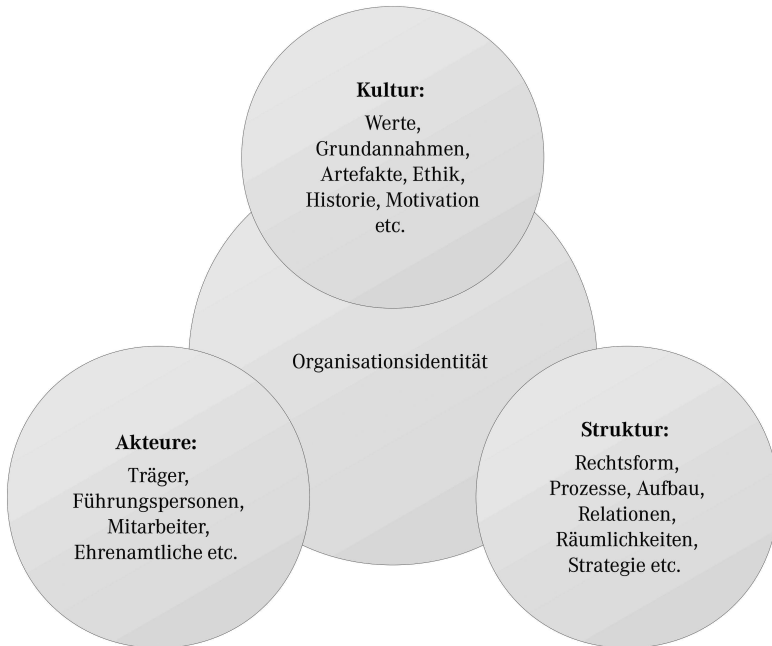 Kultur:
Werte,
Grundannahmen,
Artefakte, Ethik,
Historie, Motivation
etc.
Organisationsidentität
Akteure:
Träger,
Führungspersonen,
Mitarbeiter,
Ehrenamtliche etc.
Struktur:
Rechtsform,
Prozesse, Aufbau,
Relationen,
Räumlichkeiten,
Strategie etc.